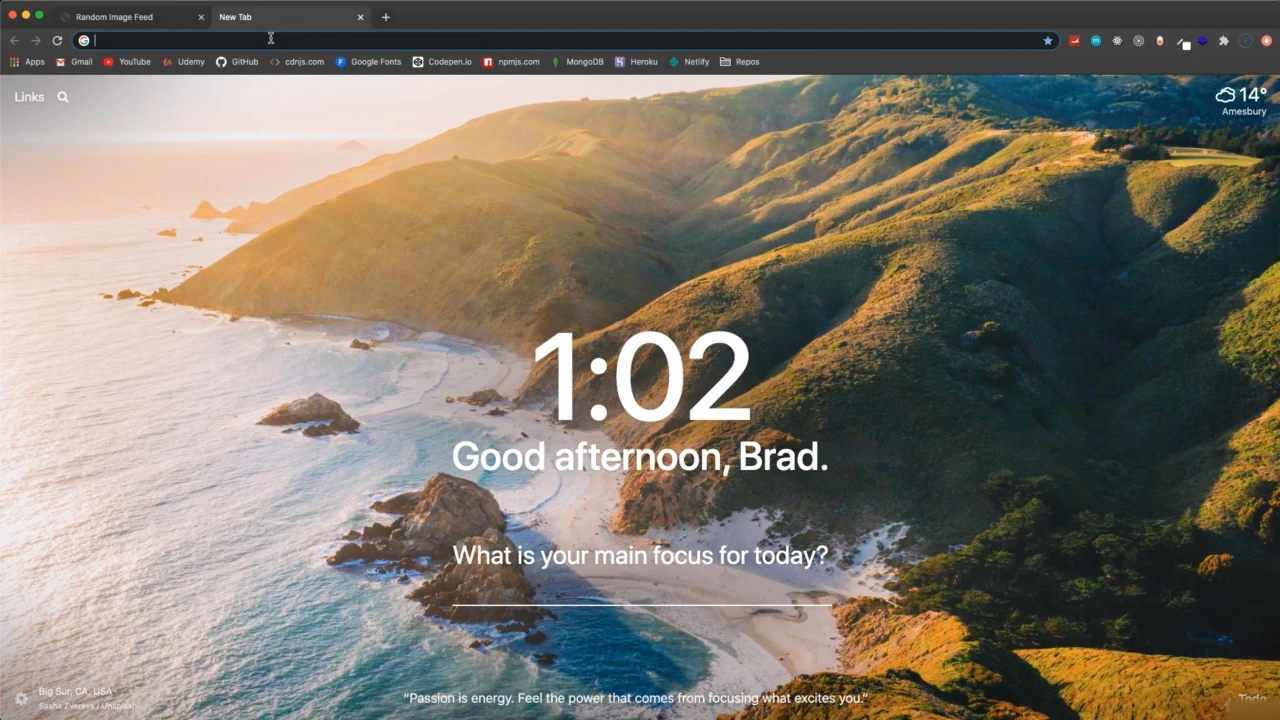 Random Image Feed
New Tab
Apps Gmail YouTube Udemy GitHub cdnjs.com Google Fonts Codepen.io npmjs.com MongoDB Heroku Netlify Repos
Links
14°
Amesbury
1:02
Good afternoon, Brad.
What is your main focus for today?
Big Sur, CA, USA
Sasha Zvereva / Unsplash
“Passion is energy. Feel the power that comes from focusing what excites you.”
Todo